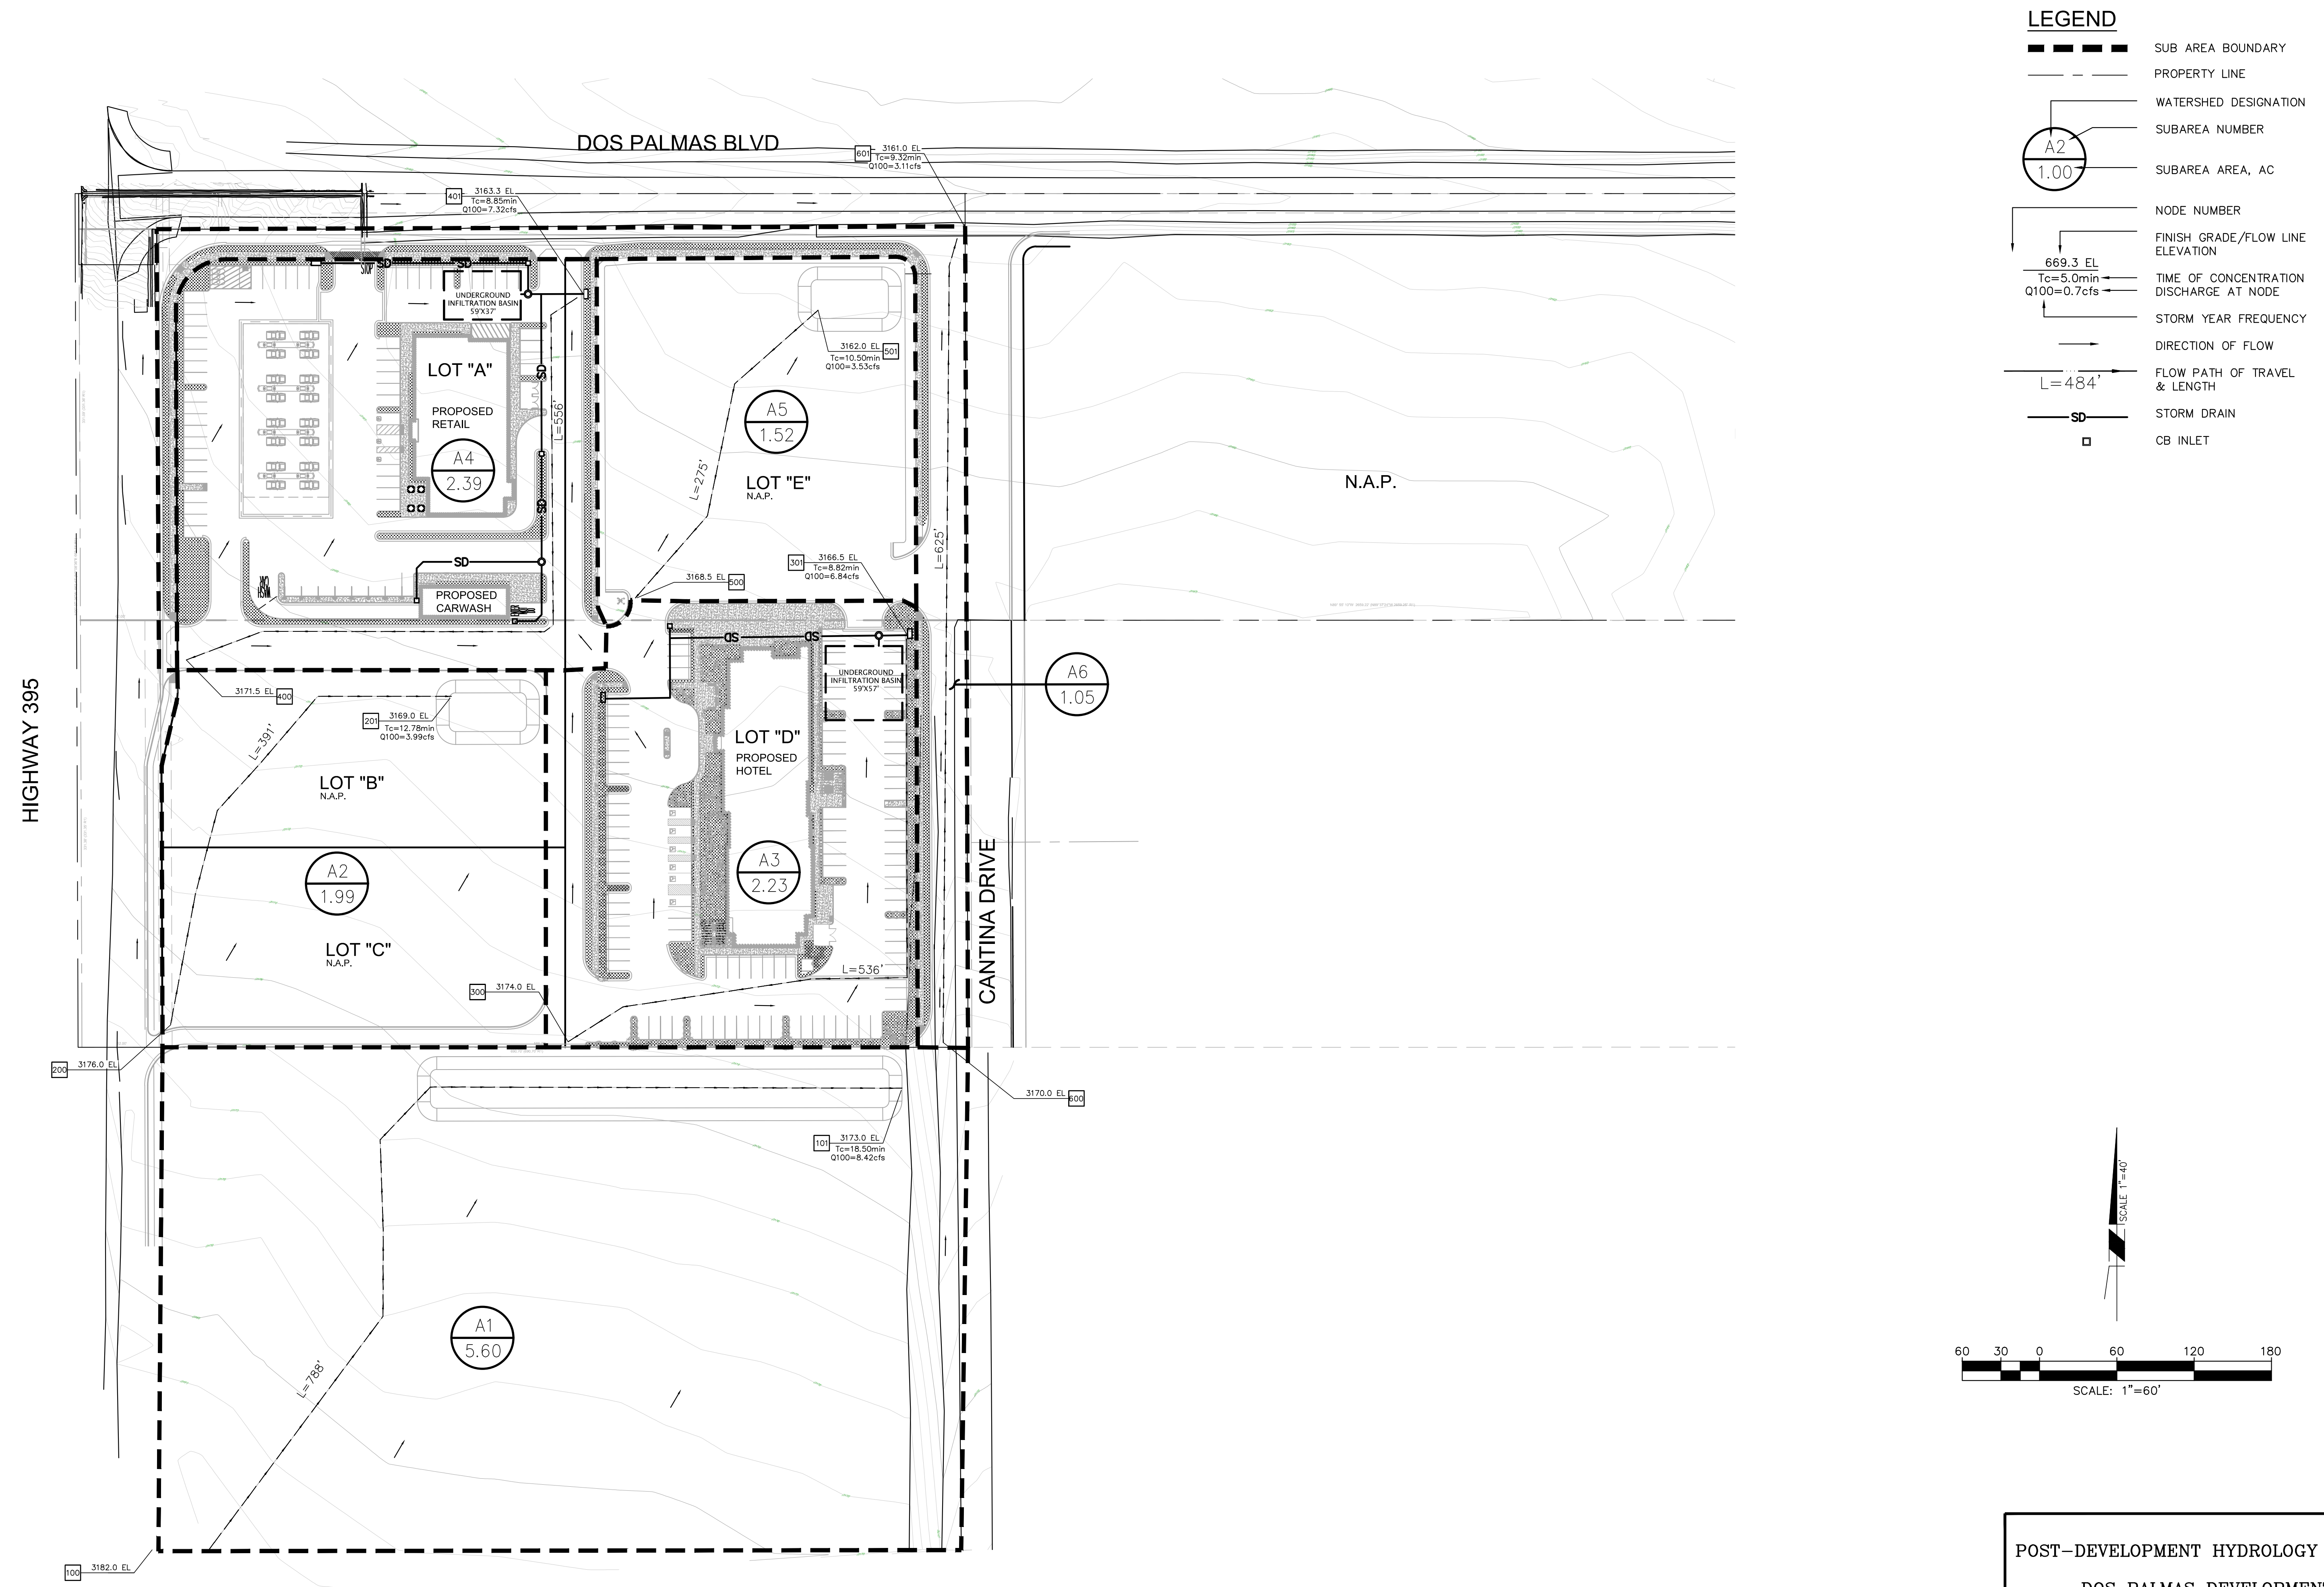 LEGEND
SUB AREA BOUNDARY
PROPERTY LINE
WATERSHED DESIGNATION
SUBAREA NUMBER
A2
1.00
SUBAREA AREA, AC
NODE NUMBER
FINISH GRADE/FLOW LINE
ELEVATION
669.3 EL
Tc=5.0min
Q100=0.7cfs
TIME OF CONCENTRATION
DISCHARGE AT NODE
STORM YEAR FREQUENCY
DIRECTION OF FLOW
L=484'
FLOW PATH OF TRAVEL
& LENGTH
SD
STORM DRAIN
CB INLET
DOS PALMAS BLVD
601
3161.0 EL
Tc=9.32min
Q100=3.11cfs
401
3163.3 EL
Tc=8.85min
Q100=7.32cfs
STOP
SD
SD
UNDERGROUND
INFILTRATION BASIN
59'X37'
LOT "A"
PROPOSED
RETAIL
A4
2.39
SD
L=556'
SD
SD
CAR
WASH
PROPOSED
CARWASH
3162.0 EL
501
Tc=10.50min
Q100=3.53cfs
A5
1.52
L=275'
LOT "E"
N.A.P.
N.A.P.
L=625'
301
3166.5 EL
Tc=8.82min
Q100=6.84cfs
3168.5 EL
500
SD
SD
UNDERGROUND
INFILTRATION BASIN
59'X57'
A6
1.05
3171.5 EL
400
201
3169.0 EL
Tc=12.78min
Q100=3.99cfs
L=391'
HIGHWAY 395
LOT "B"
N.A.P.
LOT "D"
PROPOSED
HOTEL
A2
1.99
A3
2.23
LOT "C"
N.A.P.
CANTINA DRIVE
L=536'
300
3174.0 EL
200
3176.0 EL
3170.0 EL
600
101
3173.0 EL
Tc=18.50min
Q100=8.42cfs
A1
5.60
L=788'
100
3182.0 EL
SCALE 1"=40'
60 30 0 60 120 180
SCALE: 1"=60'
POST-DEVELOPMENT HYDROLOGY